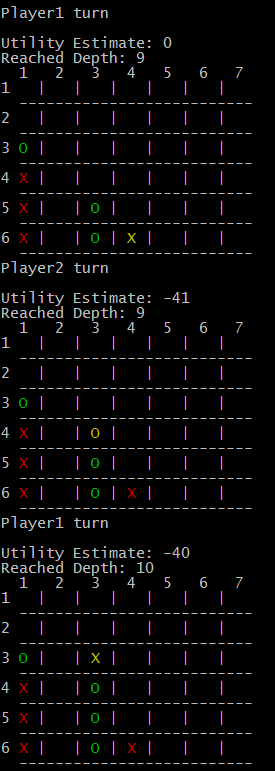 Player1 turn
Utility Estimate: 0
Reached Depth: 9
1 2 3 4 5 6 7
1 | | | | | |
---------------------------
2 | | | | | |
---------------------------
3 O | | | | | |
---------------------------
4 X | | | | | |
---------------------------
5 X | | O | | | |
---------------------------
6 X | | O | X | | |
---------------------------
Player2 turn
Utility Estimate: -41
Reached Depth: 9
1 2 3 4 5 6 7
1 | | | | | |
---------------------------
2 | | | | | |
---------------------------
3 O | | | | | |
---------------------------
4 X | | O | | | |
---------------------------
5 X | | O | | | |
---------------------------
6 X | | O | X | | |
---------------------------
Player1 turn
Utility Estimate: -40
Reached Depth: 10
1 2 3 4 5 6 7
1 | | | | | |
---------------------------
2 | | | | | |
---------------------------
3 O | | X | | | |
---------------------------
4 X | | O | | | |
---------------------------
5 X | | O | | | |
---------------------------
6 X | | O | X | | |
---------------------------